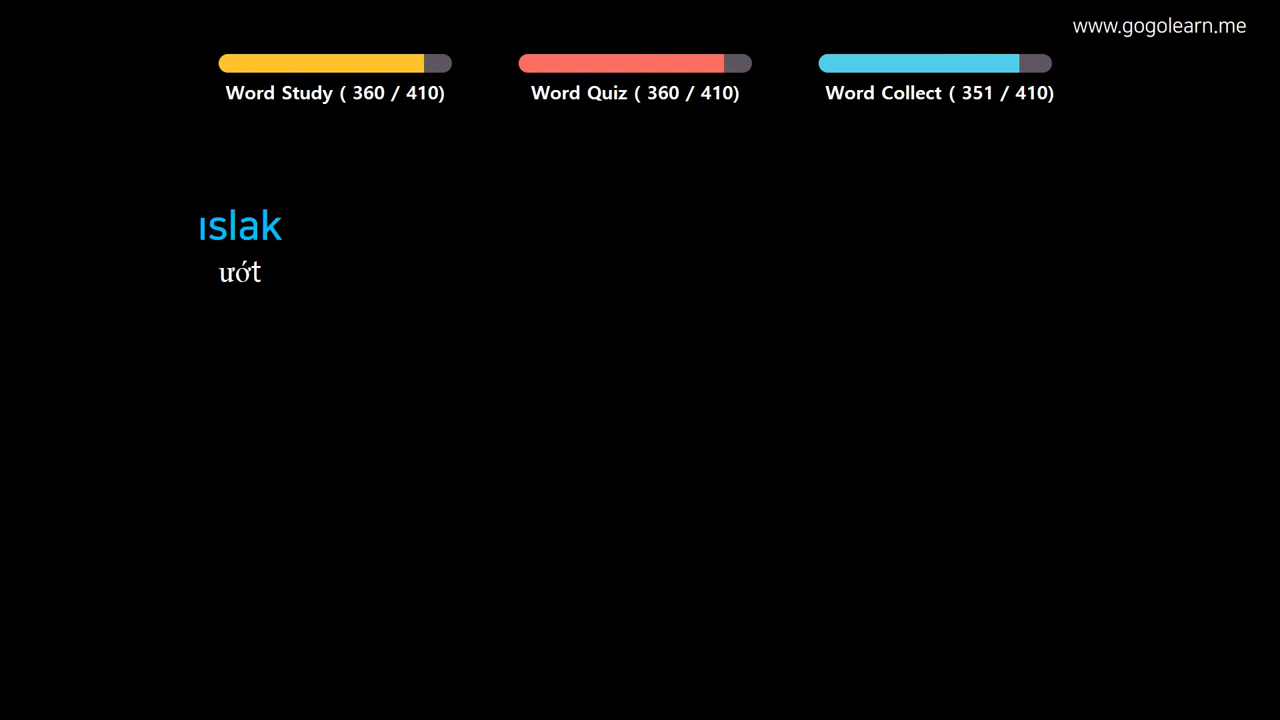 www.gogolearn.me
Word Study ( 360 / 410)
Word Quiz ( 360 / 410)
Word Collect ( 351 / 410)
ıslak
ướt